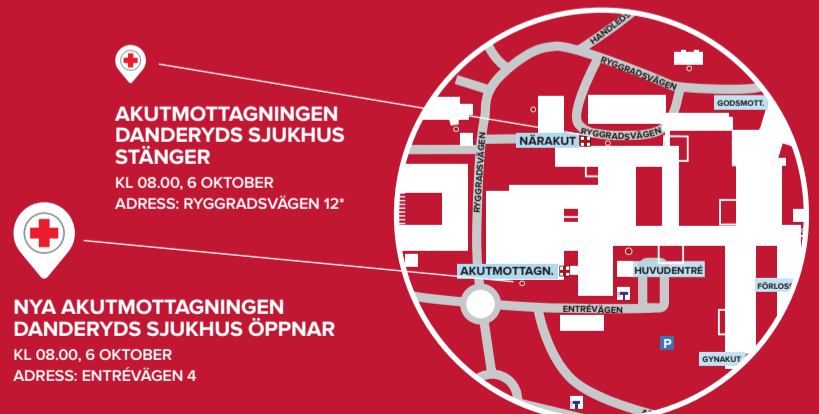 AKUTMOTTAGNINGEN
DANDERYDS SJUKHUS
STÄNGER
KL 08.00, 6 OKTOBER
ADRESS: RYGGRADSVÄGEN 12*
NYA AKUTMOTTAGNINGEN
DANDERYDS SJUKHUS ÖPPNAR
KL 08.00, 6 OKTOBER
ADRESS: ENTRÉVÄGEN 4
HANDLEDS
RYGGRADSVÄGEN
GODSMOTT.
RYGGRADSVÄGEN
NÄRAKUT
RYGGRADSVÄGEN
AKUTMOTTAGN.
HUVUDENTRÉ
FÖRLOS
T
ENTRÉVÄGEN
P
GYNAKUT
T